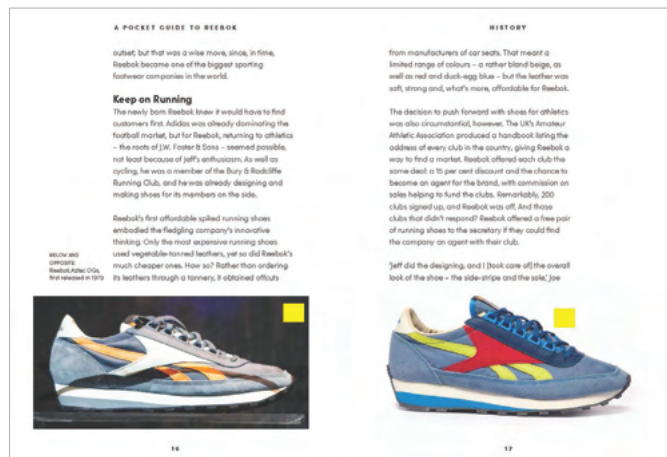 A POCKET GUIDE TO REEBOK
outset; but that was a wise move, since, in time,
Reebok became one of the biggest sporting
footwear companies in the world.
Keep on Running
The newly born Reebok knew it would have to find
customers first. Adidas was already dominating the
football market, but for Reebok, returning to athletics
– the roots of J.W. Foster & Sons – seemed possible,
not least because of Jeff's enthusiasm. As well as
cycling, he was a member of the Bury & Radcliffe
Running Club, and he was already designing and
making shoes for its members on the side.
Reebok's first affordable spiked running shoes
embodied the fledgling company's innovative
thinking. Only the most expensive running shoes
used vegetable-tanned leathers, yet so did Reebok's
much cheaper ones. How so? Rather than ordering
its leathers through a tannery, it obtained offcuts
BELOW AND
OPPOSITE:
Reebok Aztec OGs,
first released in 1979
16
HISTORY
from manufacturers of car seats. That meant a
limited range of colours – a rather bland beige, as
well as red and duck-egg blue – but the leather was
soft, strong and, what's more, affordable for Reebok.
The decision to push forward with shoes for athletics
was also circumstantial, however. The UK's Amateur
Athletic Association produced a handbook listing the
address of every club in the country, giving Reebok a
way to find a market. Reebok offered each club the
same deal: a 15 per cent discount and the chance to
become an agent for the brand, with commission on
sales helping to fund the clubs. Remarkably, 200
clubs signed up, and Reebok was off. And those
clubs that didn't respond? Reebok offered a free pair
of running shoes to the secretary if they could find
the company an agent with their club.
'Jeff did the designing, and I [took care of] the overall
look of the shoe – the side-stripe and the sole,' Joe
17